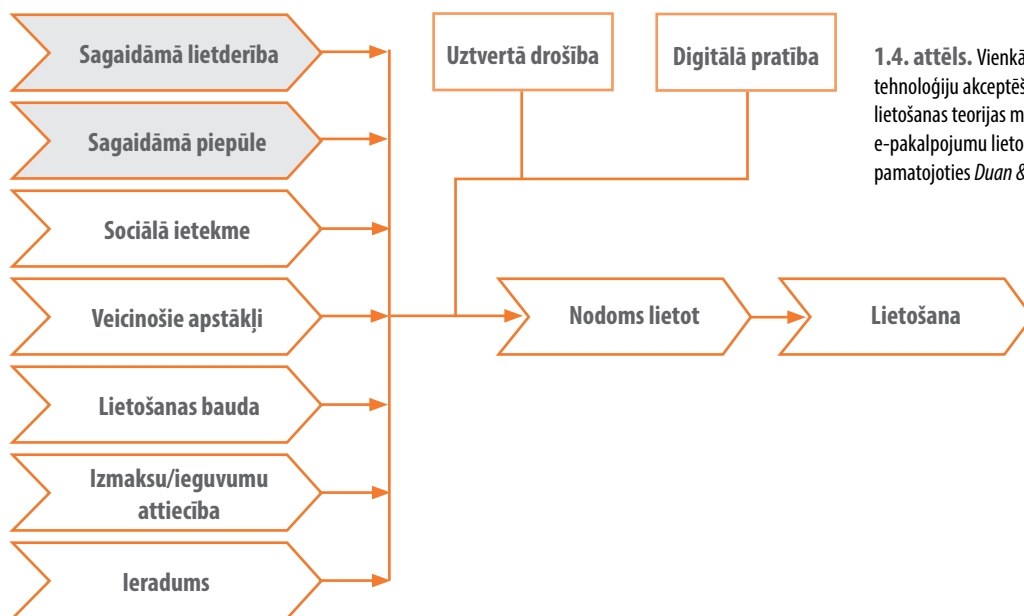 Sagaidāmā lietderība
Sagaidāmā piepūle
Sociālā ietekme
Veicinošie apstākļi
Lietošanas bauda
Izmaksu/ieguvumu
attiecība
Ieradums
Uztvertā drošība
Digitālā pratība
Nodoms lietot
Lietošana
1.4. attēls.
tehnoloģiju
lietošanas teorijas
e-pakalpojumu
pamatojoties Duan &